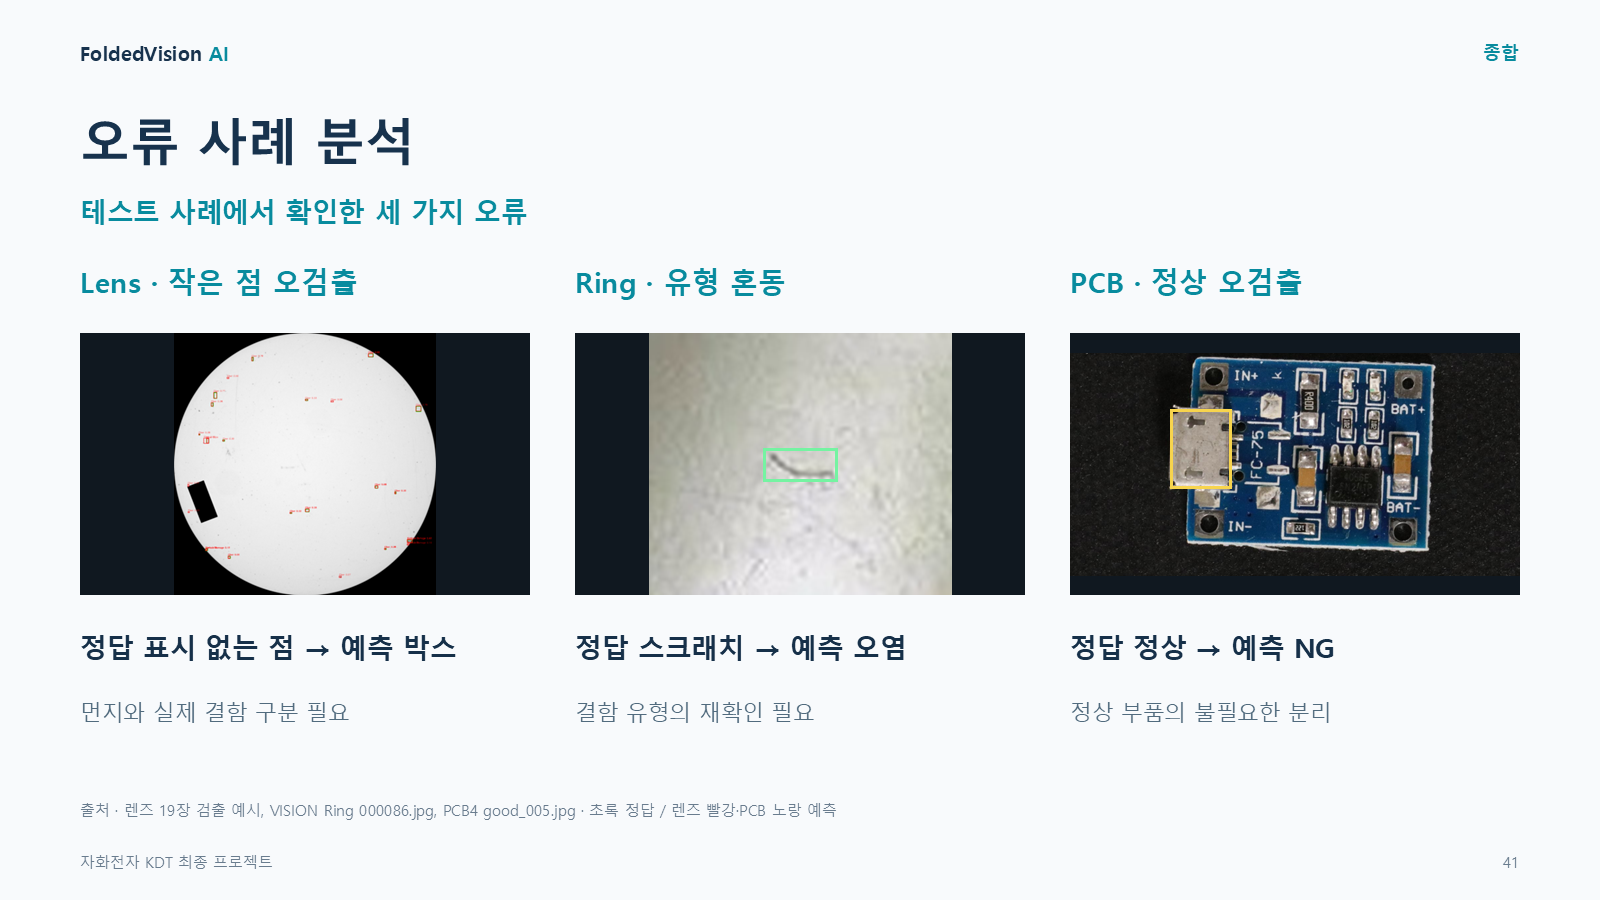 FoldedVision AI
종합
오류 사례 분석
테스트 사례에서 확인한 세 가지 오류
Lens · 작은 점 오검출
Ring · 유형 혼동
PCB · 정상 오검출
IN+
R400
BAT+
FC-75
BAT-
IN-
정답 표시 없는 점 → 예측 박스
정답 스크래치 → 예측 오염
정답 정상 → 예측 NG
먼지와 실제 결함 구분 필요
결함 유형의 재확인 필요
정상 부품의 불필요한 분리
출처 · 렌즈 19장 검출 예시, VISION Ring 000086.jpg, PCB4 good_005.jpg · 초록 정답 / 렌즈 빨강·PCB 노랑 예측
자화전자 KDT 최종 프로젝트
41